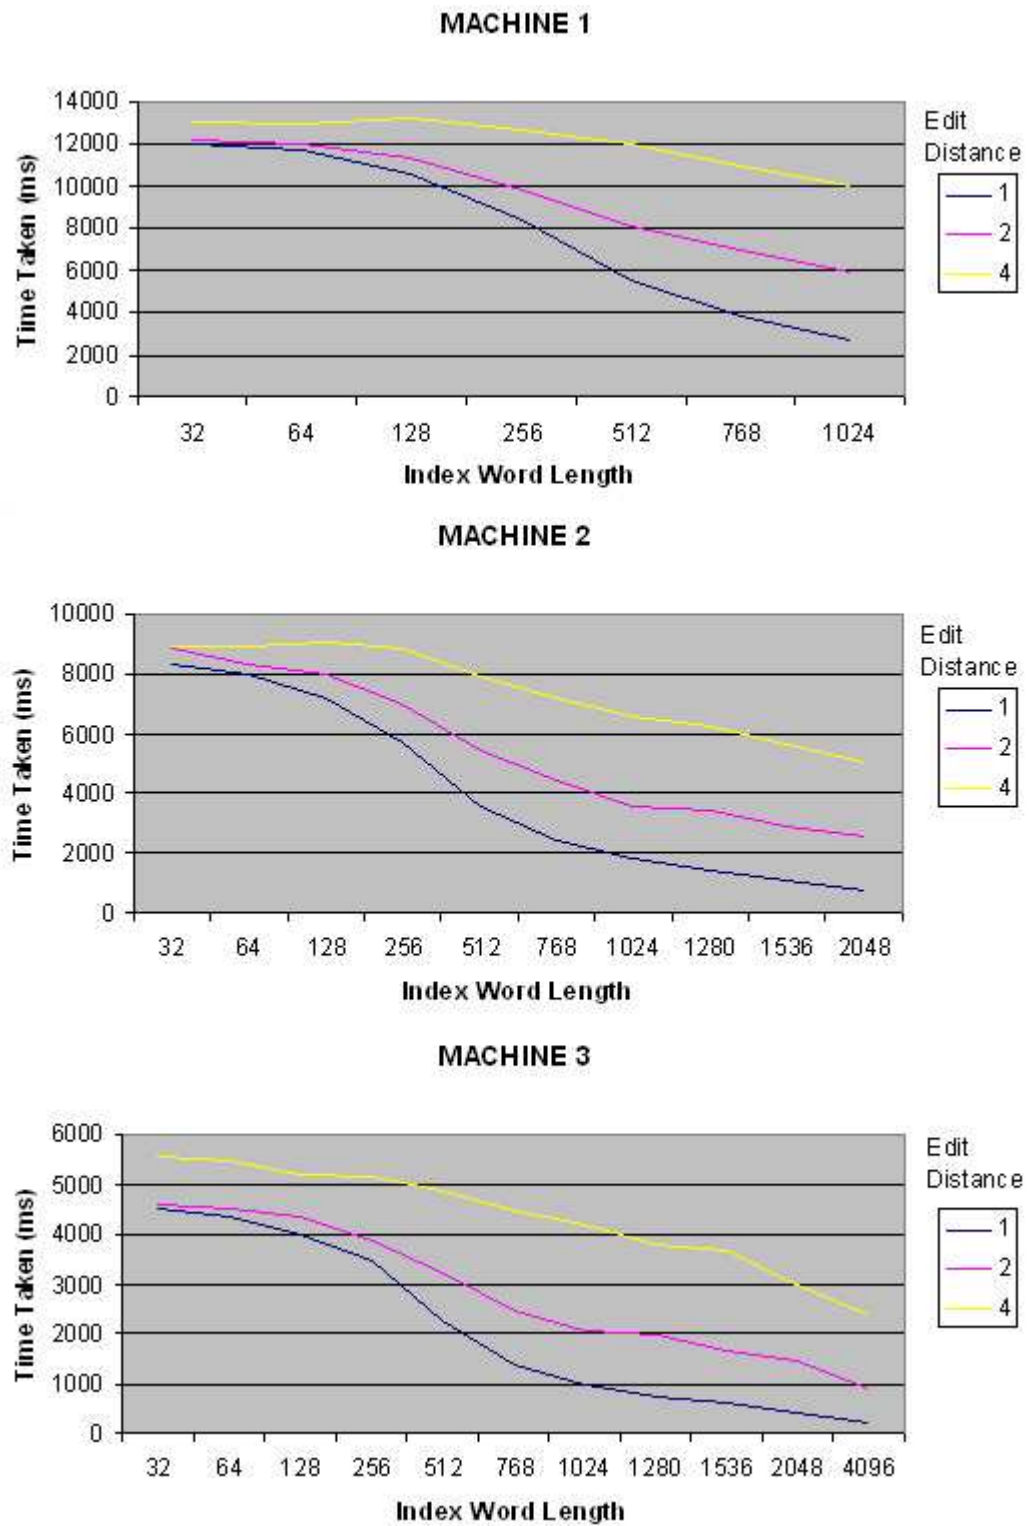 MACHINE 1
14000
12000
10000
8000
6000
4000
2000
0
Time Taken (ms)
32 64 128 256 512 768 1024
Index Word Length
Edit
Distance
1
2
4
MACHINE 2
10000
8000
6000
4000
2000
0
Time Taken (ms)
32 64 128 256 512 768 1024 1280 1536 2048
Index Word Length
Edit
Distance
1
2
4
MACHINE 3
6000
5000
4000
3000
2000
1000
0
Time Taken (ms)
32 64 128 256 512 768 1024 1280 1536 2048 4096
Index Word Length
Edit
Distance
1
2
4